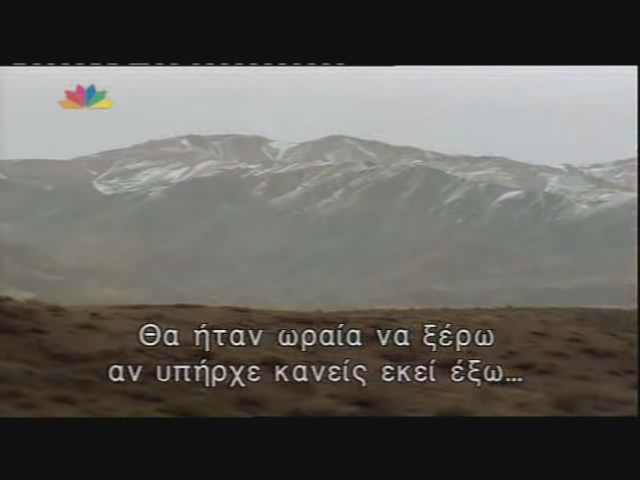 Θα ήταν ωραία να ξέρω
αν υπήρχε κανείς εκεί έξω...